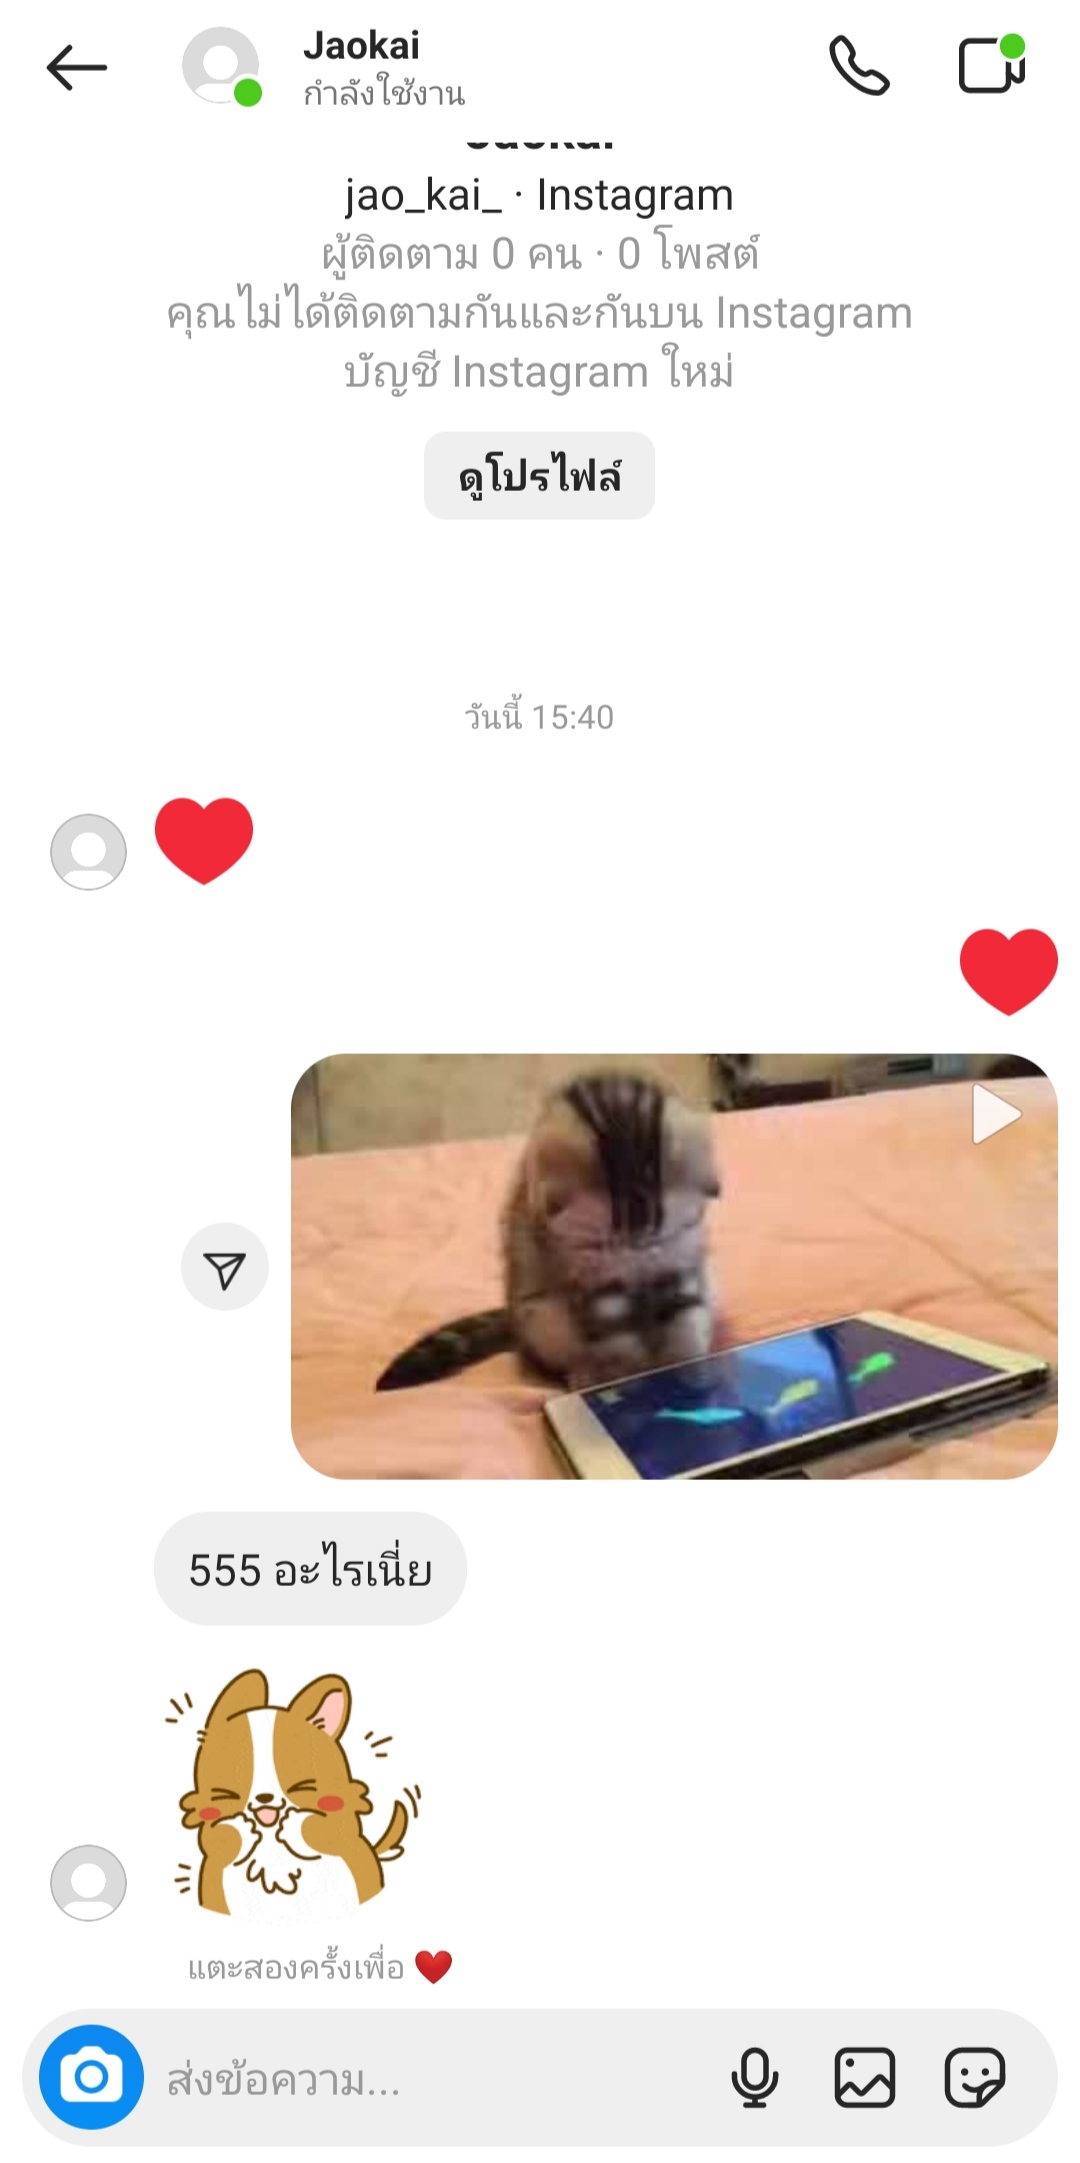 Jaokai
กำลังใช้งาน
Jaokai
jao_kai_ · Instagram
ผู้ติดตาม 0 คน · 0 โพสต์
คุณไม่ได้ติดตามกันและกันบน Instagram
บัญชี Instagram ใหม่
ดูโปรไฟล์
วันนี้ 15:40
555 อะไรเนี่ย
แตะสองครั้งเพื่อ ❤️
ส่งข้อความ...